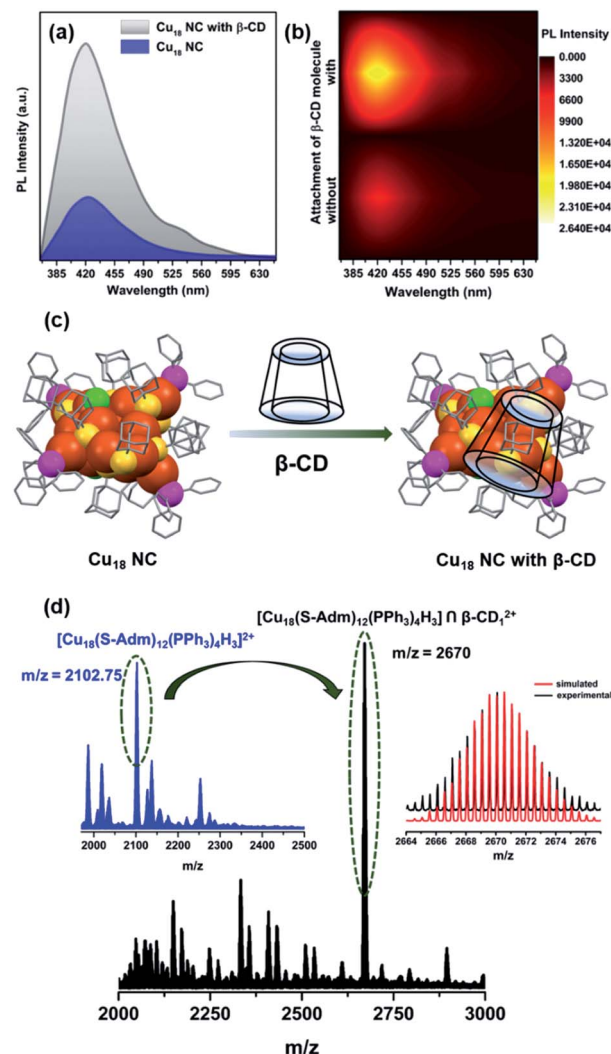 (a)
Cu₁₈ NC with β-CD
Cu₁₈ NC
PL Intensity (a.u.)
385 420 455 490 525 560 595 630
Wavelength (nm)
(b)
Attachment of β-CD molecule
with
without
385 420 455 490 525 560 595 630
Wavelength (nm)
PL Intensity
0.000
3300
6600
9900
1.320E+04
1.650E+04
1.980E+04
2.310E+04
2.640E+04
(c)
β-CD
Cu₁₈ NC
Cu₁₈ NC with β-CD
(d)
[Cu₁₈(S-Adm)₁₂(PPh₃)₄H₃]²⁺
m/z = 2102.75
[Cu₁₈(S-Adm)₁₂(PPh₃)₄H₃] ∩ β-CD₁²⁺
m/z = 2670
2000 2100 2200 2300 2400 2500
m/z
simulated
experimental
2664 2666 2668 2670 2672 2674 2676
m/z
2000 2250 2500 2750 3000
m/z